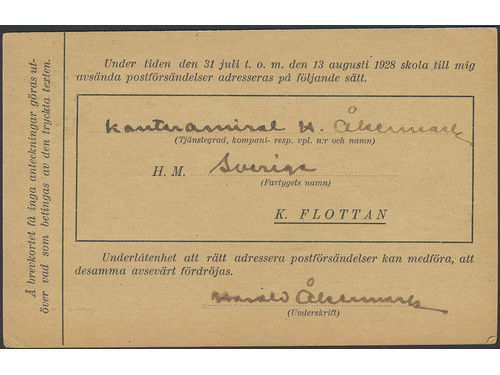 Å brevkortet få inga anteckningar göras ut-
över vad som betingas av den tryckta texten.
Under tiden den 31 juli t. o. m. den 13 augusti 1928 skola till mig
avsända postförsändelser adresseras på följande sätt.
Konteramiral H. Åkermark
(Tjänstegrad, kompani- resp. vpl. n:r och namn)
H. M. Sverige
(Fartygets namn)
K. FLOTTAN
Underlåtenhet att rätt adressera postförsändelser kan medföra, att
desamma avsevärt fördröjas.
Harald Åkermark
(Underskrift)